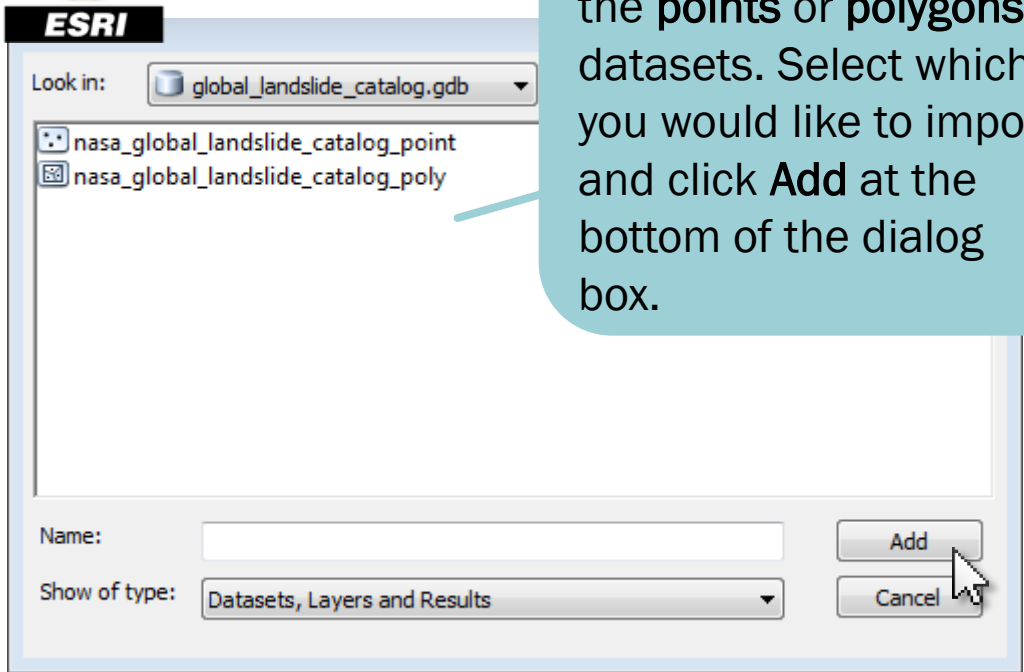 ESRI
the points or polygons
datasets. Select which
you would like to impo
and click Add at the
bottom of the dialog
box.
Look in:
global_landslide_catalog.gdb
nasa_global_landslide_catalog_point
nasa_global_landslide_catalog_poly
Name:
Add
Show of type:
Datasets, Layers and Results
Cancel